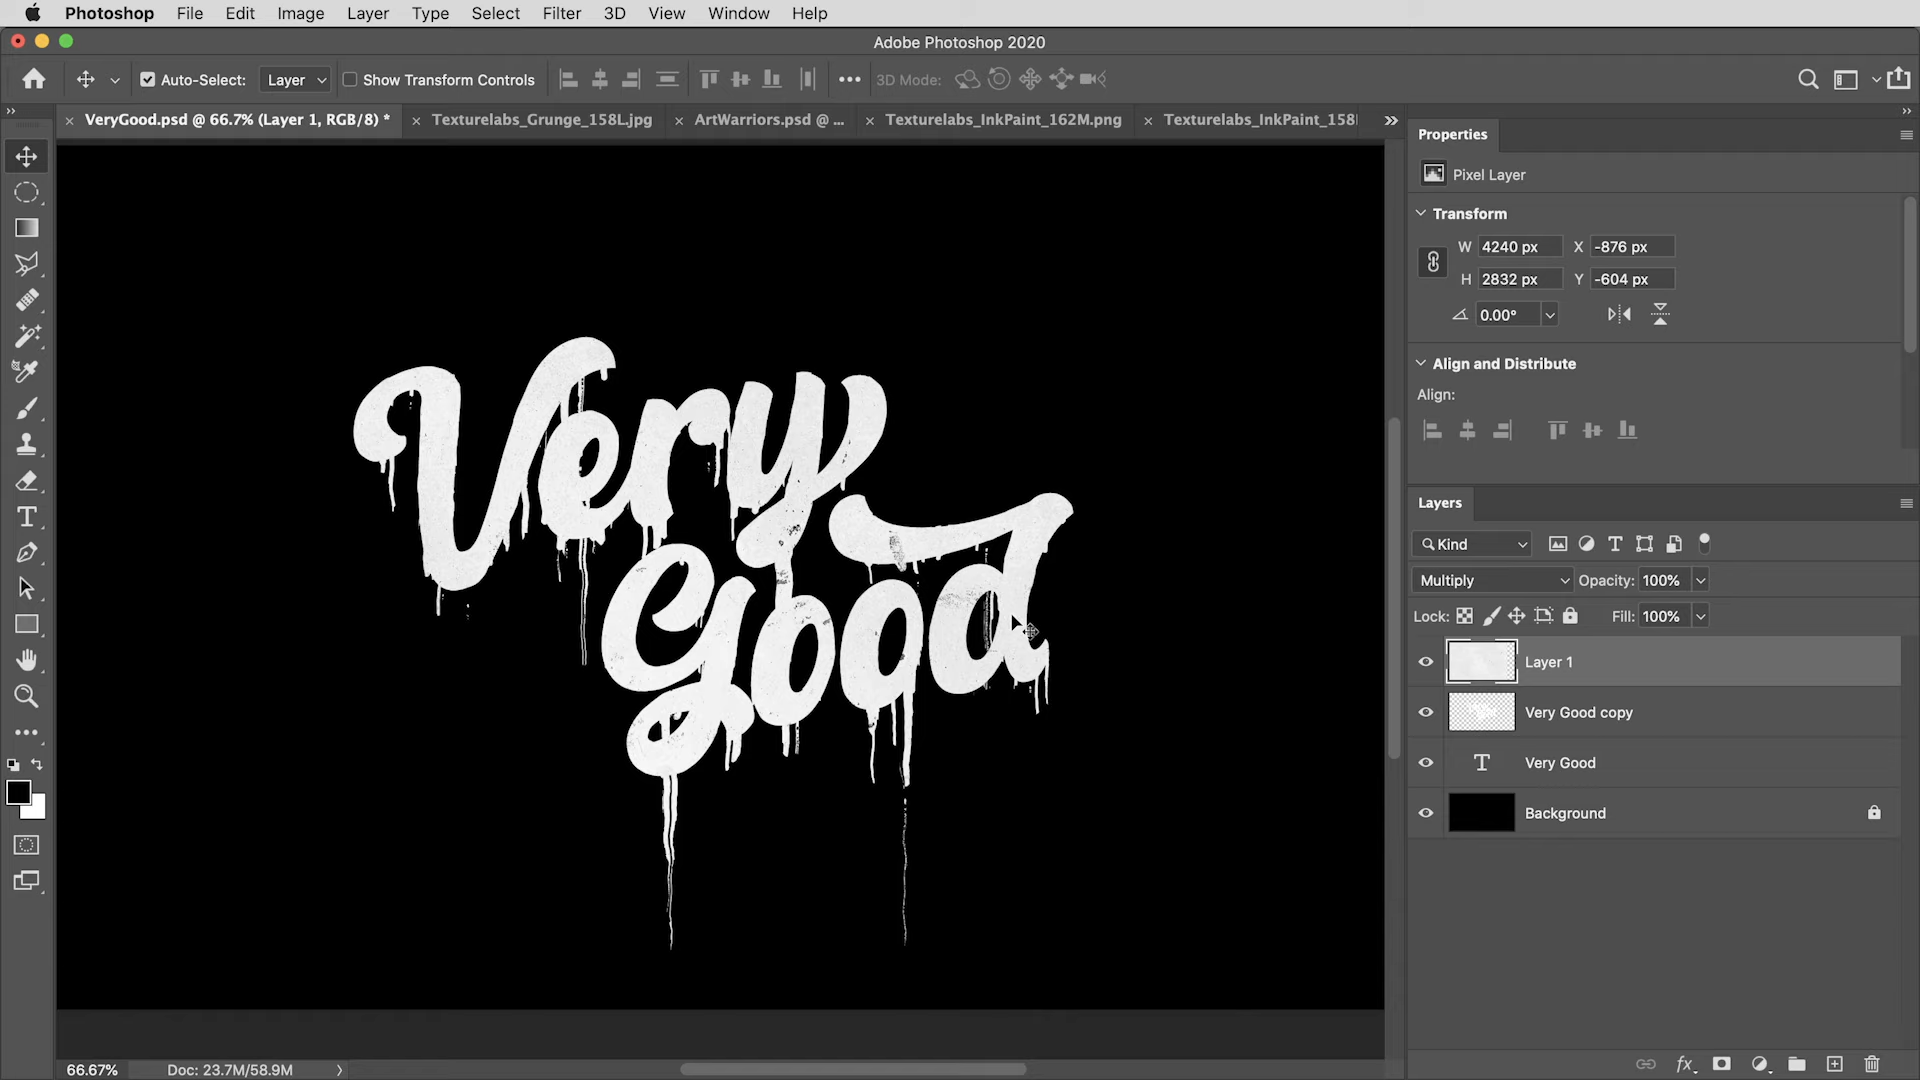 Photoshop File Edit Image Layer Type Select Filter 3D View Window Help
Adobe Photoshop 2020
Auto-Select: Layer Show Transform Controls 3D Mode:
VeryGood.psd @ 66.7% (Layer 1, RGB/8) * Texturelabs_Grunge_158L.jpg ArtWarriors.psd @ ... Texturelabs_InkPaint_162M.png Texturelabs_InkPaint_158
Properties
Pixel Layer
Transform
W 4240 px X -876 px
H 2832 px Y -604 px
0.00°
Align and Distribute
Align:
Very
Good
Layers
Kind
Multiply Opacity: 100%
Lock: Fill: 100%
Layer 1
Very Good copy
T Very Good
Background
fx
66.67% Doc: 23.7M/58.9M